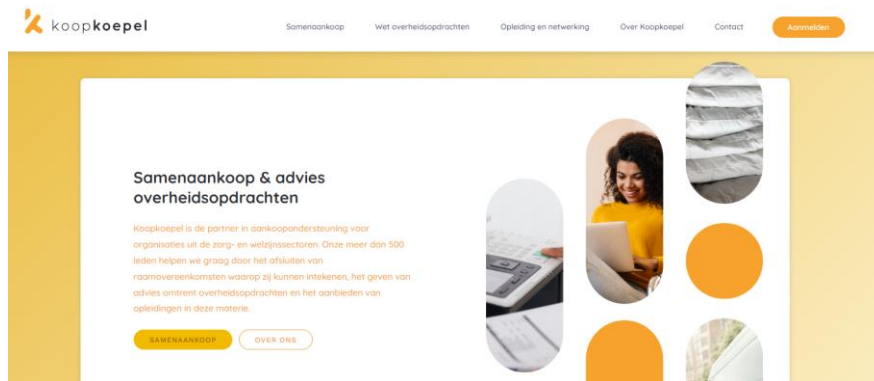 koopkoepel
Samenaankoop
Wet overheidsopdrachten
Opleiding en netwerking
Over Koopkoepel
Contact
Aanmelden
Samenaankoop & advies
overheidsopdrachten
Koopkoepel is de partner in aankoopondersteuning voor
organisaties uit de zorg- en welzijnssectoren. Onze meer dan 500
leden helpen we graag door het afsluiten van
raamovereenkomsten waarop zij kunnen intekenen, het geven van
advies omtrent overheidsopdrachten en het aanbieden van
opleidingen in deze materie.
SAMENAANKOOP
OVER ONS